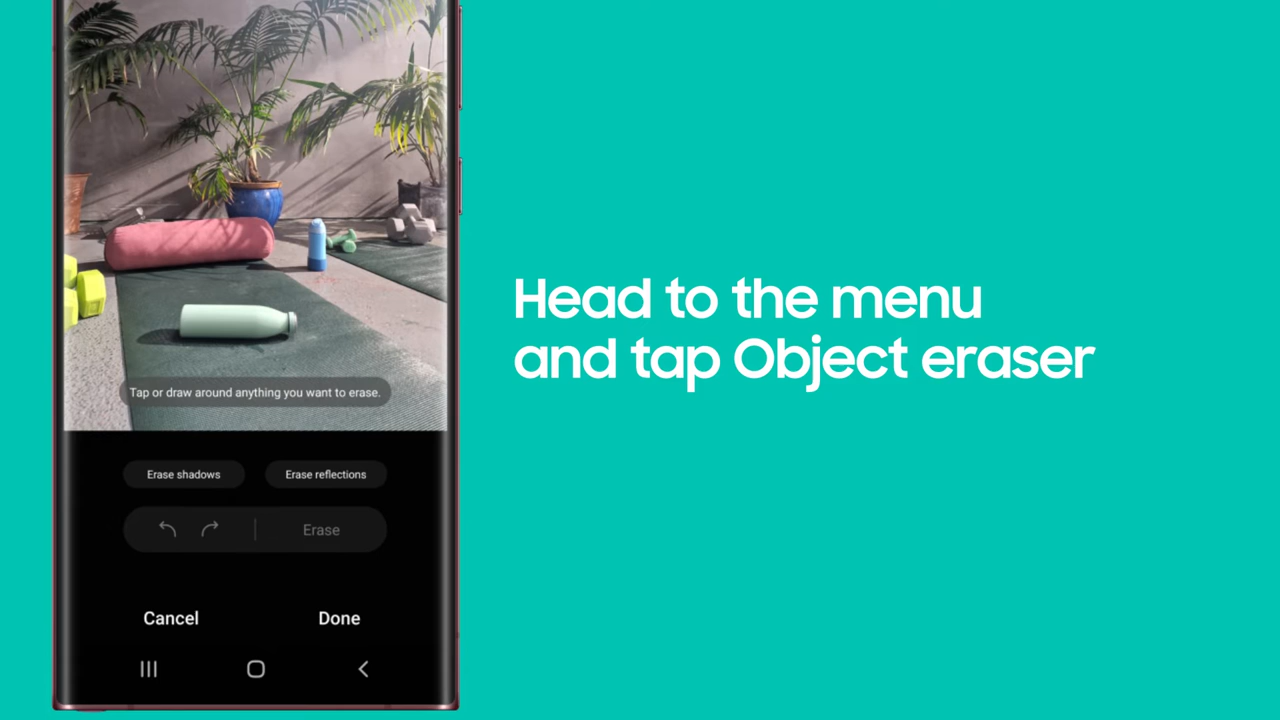 Tap or draw around anything you want to erase.
Erase shadows
Erase reflections
Erase
Cancel
Done
Head to the menu
and tap Object eraser